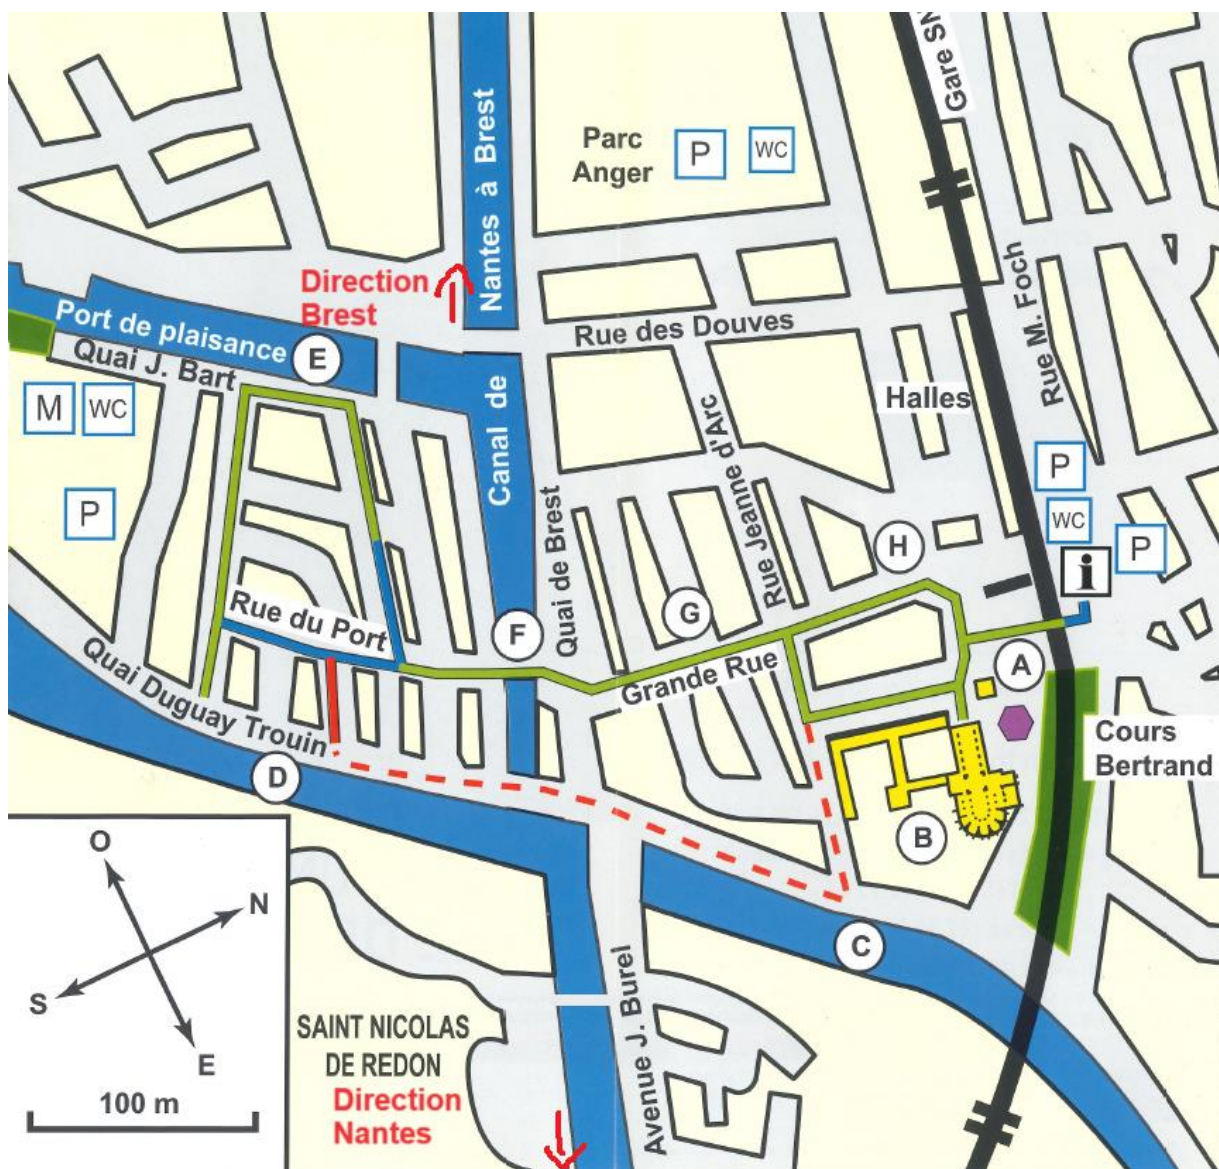 Gare SN
Nantes à Brest
Parc
Anger
P
WC
Direction
Brest
Port de plaisance
E
Quai J. Bart
M
WC
P
Canal de
Rue des Douves
Rue M. Foch
Halles
Rue Jeanne d'Arc
Quai de Brest
P
WC
P
i
H
G
F
Rue du Port
Grande Rue
A
Quai Duguay Trouin
D
Cours
Bertrand
B
C
O
N
S
E
100 m
SAINT NICOLAS
DE REDON
Direction
Nantes
Avenue J. Burel